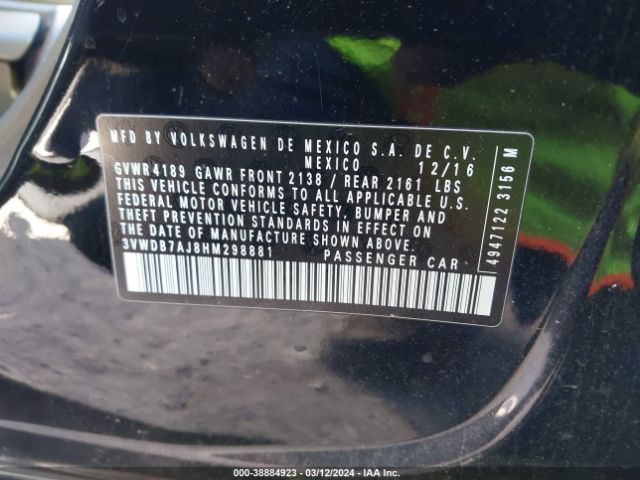 MFD BY VOLKSWAGEN DE MEXICO S.A. DE C.V.
MEXICO 12/16
GVWR4189 GAWR FRONT 2138 / REAR 2161 LBS
THIS VEHICLE CONFORMS TO ALL APPLICABLE U.S.
FEDERAL MOTOR VEHICLE SAFETY, BUMPER AND
THEFT PREVENTION STANDARDS IN EFFECT ON
THE DATE OF MANUFACTURE SHOWN ABOVE.
3VWDB7AJ8HM298881 PASSENGER CAR
4947122 3156 M
000-38884923 - 03/12/2024 - IAA Inc.